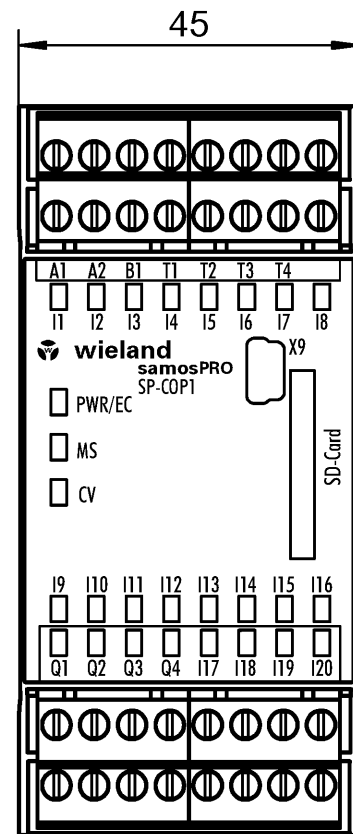 45
A1 A2 B1 T1 T2 T3 T4
I1 I2 I3 I4 I5 I6 I7 I8
wieland
samosPRO
SP-COP1
X9
PWR/EC
MS
CV
SD-Card
I9 I10 I11 I12 I13 I14 I15 I16
Q1 Q2 Q3 Q4 I17 I18 I19 I20